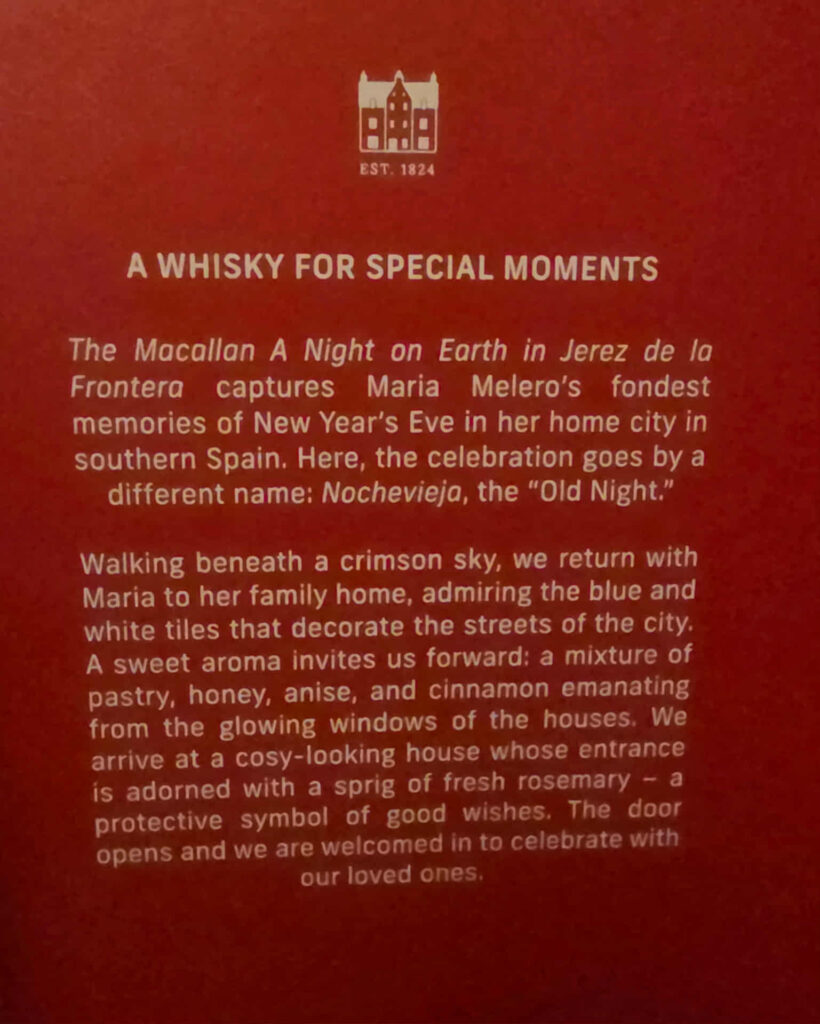 EST. 1824
A WHISKY FOR SPECIAL MOMENTS
The Macallan A Night on Earth in Jerez de la
Frontera captures Maria Melero's fondest
memories of New Year's Eve in her home city in
southern Spain. Here, the celebration goes by a
different name: Nochevieja, the “Old Night.”
Walking beneath a crimson sky, we return with
Maria to her family home, admiring the blue and
white tiles that decorate the streets of the city.
A sweet aroma invites us forward: a mixture of
pastry, honey, anise, and cinnamon emanating
from the glowing windows of the houses. We
arrive at a cosy-looking house whose entrance
is adorned with a sprig of fresh rosemary – a
protective symbol of good wishes. The door
opens and we are welcomed in to celebrate with
our loved ones.